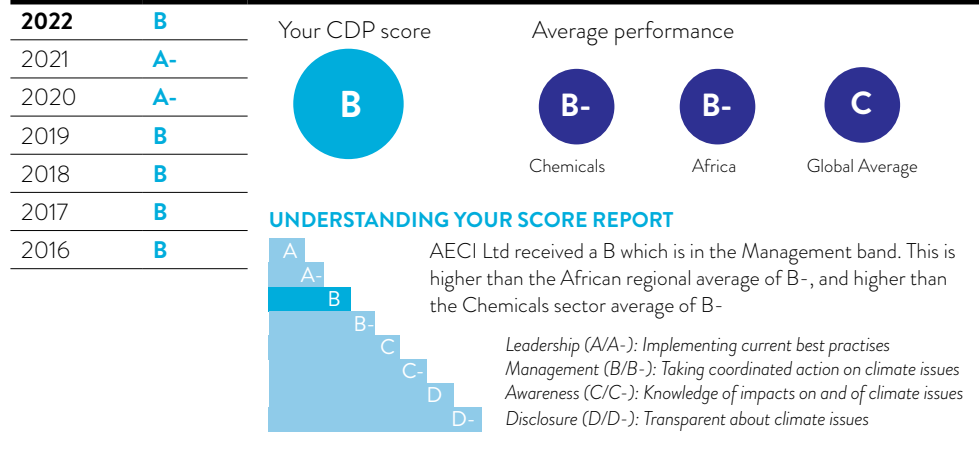 2022 B
2021 A-
2020 A-
2019 B
2018 B
2017 B
2016 B
Your CDP score
B
Average performance
B- B- C
Chemicals Africa Global Average
UNDERSTANDING YOUR SCORE REPORT
A
A-
B
B-
C
C-
D
D-
AECI Ltd received a B which is in the Management band. This is
higher than the African regional average of B-, and higher than
the Chemicals sector average of B-
Leadership (A/A-): Implementing current best practises
Management (B/B-): Taking coordinated action on climate issues
Awareness (C/C-): Knowledge of impacts on and of climate issues
Disclosure (D/D-): Transparent about climate issues